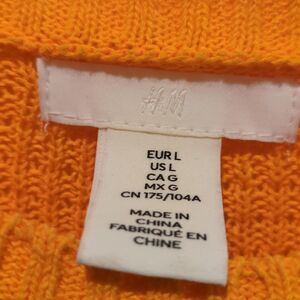 H&M
EUR L
US L
CA G
MX G
CN 175/104A
MADE IN
CHINA
FABRIQUÉ EN
CHINE